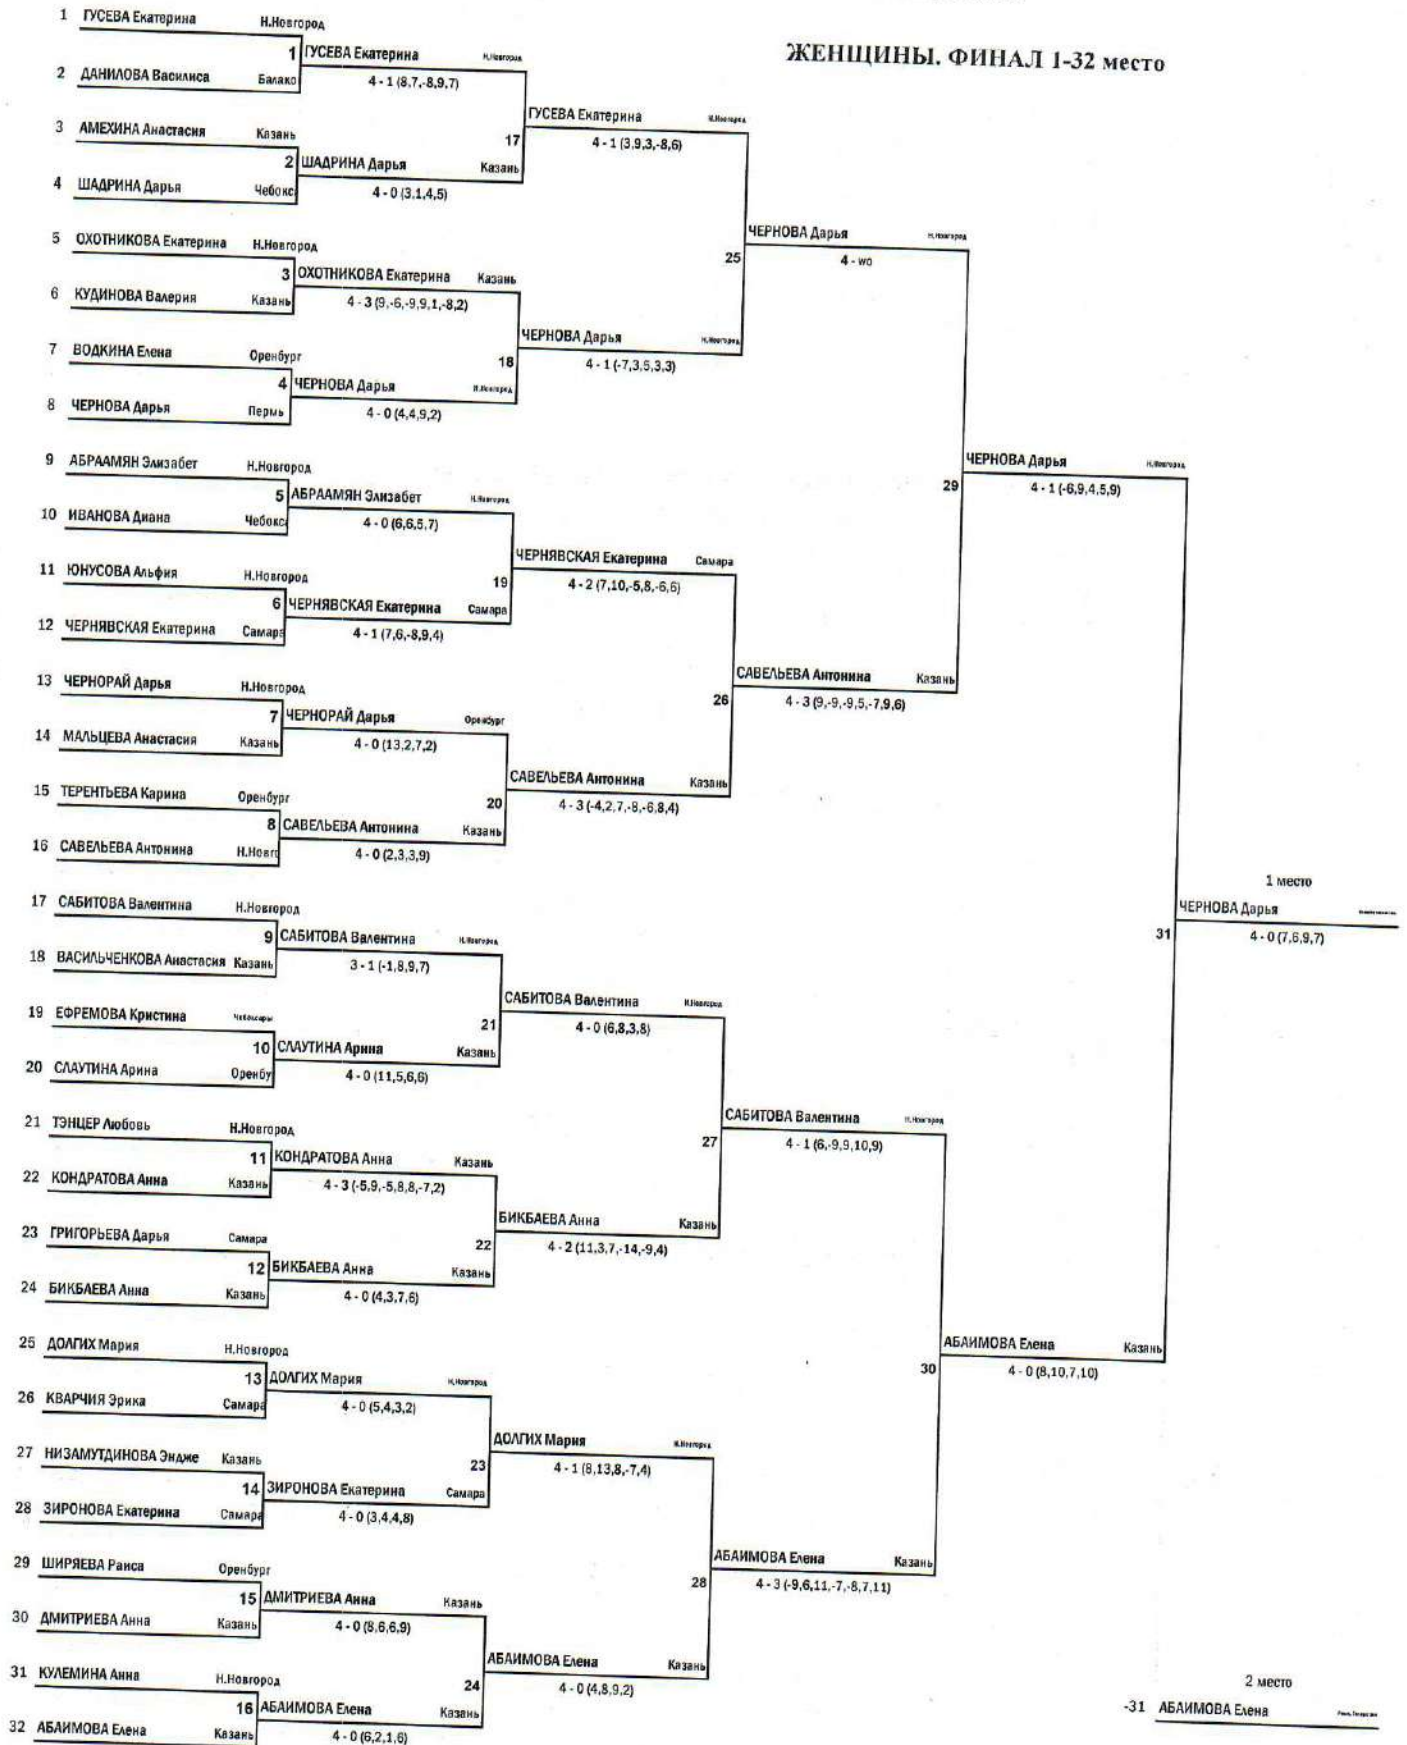 ЖЕНЩИНЫ. ФИНАЛ 1-32 место
1 ГУСЕВА Екатерина Н.Новгород
1 ГУСЕВА Екатерина Н.Новгород
4 - 1 (8,7,-8,9,7)
2 ДАНИЛОВА Василиса Балако
17 ГУСЕВА Екатерина Н.Новгород
4 - 1 (3,9,3,-8,6)
3 АМЕХИНА Анастасия Казань
2 ШАДРИНА Дарья Казань
4 - 0 (3,1,4,5)
4 ШАДРИНА Дарья Чебокс
25 ЧЕРНОВА Дарья Н.Новгород
4 - wo
5 ОХОТНИКОВА Екатерина Н.Новгород
3 ОХОТНИКОВА Екатерина Казань
4 - 3 (9,-6,-9,9,1,-8,2)
6 КУДИНОВА Валерия Казань
18 ЧЕРНОВА Дарья Н.Новгород
4 - 1 (-7,3,5,3,3)
7 ВОДКИНА Елена Оренбург
4 ЧЕРНОВА Дарья Н.Новгород
4 - 0 (4,4,9,2)
8 ЧЕРНОВА Дарья Пермь
29 ЧЕРНОВА Дарья Н.Новгород
4 - 1 (-6,9,4,5,9)
9 АБРААМЯН Элизабет Н.Новгород
5 АБРААМЯН Элизабет Н.Новгород
4 - 0 (6,6,5,7)
10 ИВАНОВА Диана Чебокс
19 ЧЕРНЯВСКАЯ Екатерина Самара
4 - 2 (7,10,-5,8,-6,6)
11 ЮНУСОВА Альфия Н.Новгород
6 ЧЕРНЯВСКАЯ Екатерина Самара
4 - 1 (7,6,-8,9,4)
12 ЧЕРНЯВСКАЯ Екатерина Самара
26 САВЕЛЬЕВА Антонина Казань
4 - 3 (9,-9,-9,5,-7,9,6)
13 ЧЕРНОРАЙ Дарья Н.Новгород
7 ЧЕРНОРАЙ Дарья Оренбург
4 - 0 (13,2,7,2)
14 МАЛЬЦЕВА Анастасия Казань
20 САВЕЛЬЕВА Антонина Казань
4 - 3 (-4,2,7,-8,-6,8,4)
15 ТЕРЕНТЬЕВА Карина Оренбург
8 САВЕЛЬЕВА Антонина Казань
4 - 0 (2,3,3,9)
16 САВЕЛЬЕВА Антонина Н.Новг
1 место
31 ЧЕРНОВА Дарья
4 - 0 (7,6,9,7)
17 САБИТОВА Валентина Н.Новгород
9 САБИТОВА Валентина Н.Новгород
3 - 1 (-1,8,9,7)
18 ВАСИЛЬЧЕНКОВА Анастасия Казань
21 САБИТОВА Валентина Н.Новгород
4 - 0 (6,8,3,8)
19 ЕФРЕМОВА Кристина Чебоксары
10 СЛАУТИНА Арина Казань
4 - 0 (11,5,6,6)
20 СЛАУТИНА Арина Оренбу
27 САБИТОВА Валентина Н.Новгород
4 - 1 (6,-9,9,10,9)
21 ТЭНЦЕР Любовь Н.Новгород
11 КОНДРАТОВА Анна Казань
4 - 3 (-5,9,-5,8,8,-7,2)
22 КОНДРАТОВА Анна Казань
22 БИКБАЕВА Анна Казань
4 - 2 (11,3,7,-14,-9,4)
23 ГРИГОРЬЕВА Дарья Самара
12 БИКБАЕВА Анна Казань
4 - 0 (4,3,7,6)
24 БИКБАЕВА Анна Казань
30 АБАИМОВА Елена Казань
4 - 0 (8,10,7,10)
25 ДОЛГИХ Мария Н.Новгород
13 ДОЛГИХ Мария Н.Новгород
4 - 0 (5,4,3,2)
26 КВАРЧИЯ Эрика Самара
23 ДОЛГИХ Мария Н.Новгород
4 - 1 (8,13,8,-7,4)
27 НИЗАМУТДИНОВА Эндже Казань
14 ЗИРОНОВА Екатерина Самара
4 - 0 (3,4,4,8)
28 ЗИРОНОВА Екатерина Самара
28 АБАИМОВА Елена Казань
4 - 3 (-9,6,11,-7,-8,7,11)
29 ШИРЯЕВА Раиса Оренбург
15 ДМИТРИЕВА Анна Казань
4 - 0 (8,6,6,9)
30 ДМИТРИЕВА Анна Казань
24 АБАИМОВА Елена Казань
4 - 0 (4,8,9,2)
31 КУЛЕМИНА Анна Н.Новгород
16 АБАИМОВА Елена Казань
4 - 0 (6,2,1,6)
32 АБАИМОВА Елена Казань
2 место
-31 АБАИМОВА Елена